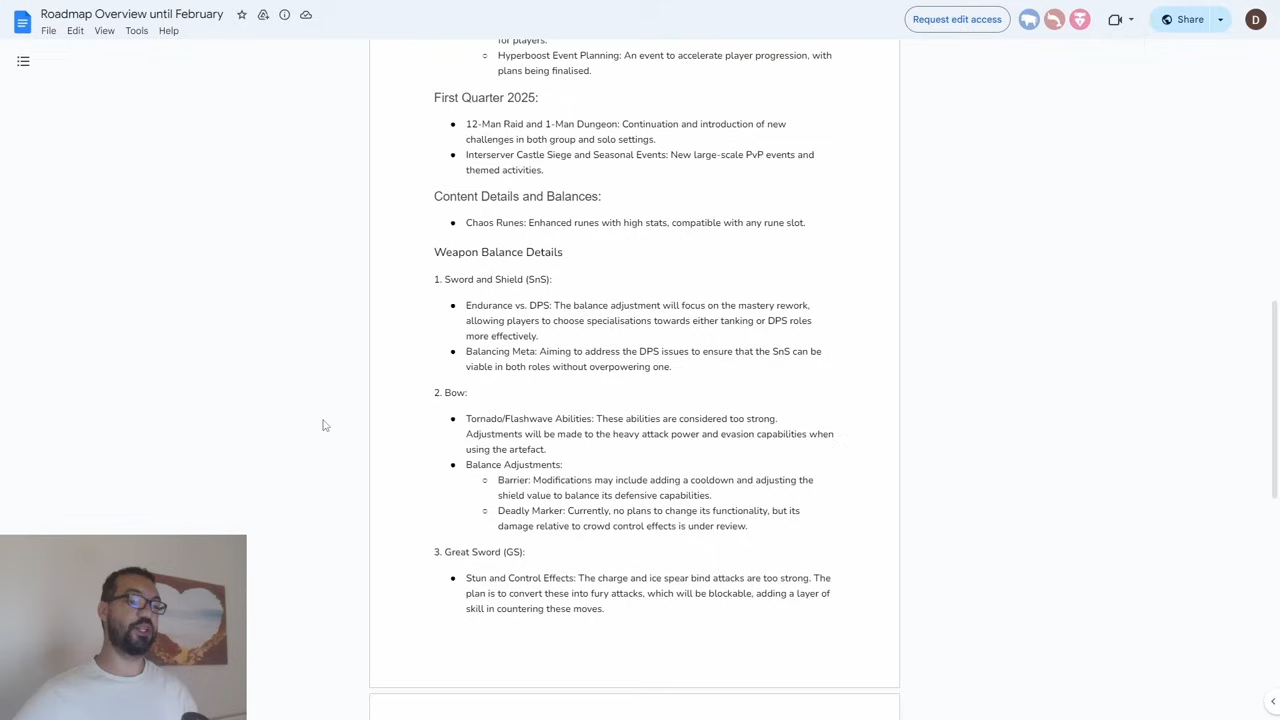 Roadmap Overview until February
File Edit View Tools Help
Request edit access
Share
D
for players.
○ Hyperboost Event Planning: An event to accelerate player progression, with
plans being finalised.
First Quarter 2025:
● 12-Man Raid and 1-Man Dungeon: Continuation and introduction of new
challenges in both group and solo settings.
● Interserver Castle Siege and Seasonal Events: New large-scale PvP events and
themed activities.
Content Details and Balances:
● Chaos Runes: Enhanced runes with high stats, compatible with any rune slot.
Weapon Balance Details
1. Sword and Shield (SnS):
● Endurance vs. DPS: The balance adjustment will focus on the mastery rework,
allowing players to choose specialisations towards either tanking or DPS roles
more effectively.
● Balancing Meta: Aiming to address the DPS issues to ensure that the SnS can be
viable in both roles without overpowering one.
2. Bow:
● Tornado/Flashwave Abilities: These abilities are considered too strong.
Adjustments will be made to the heavy attack power and evasion capabilities when
using the artefact.
● Balance Adjustments:
○ Barrier: Modifications may include adding a cooldown and adjusting the
shield value to balance its defensive capabilities.
○ Deadly Marker: Currently, no plans to change its functionality, but its
damage relative to crowd control effects is under review.
3. Great Sword (GS):
● Stun and Control Effects: The charge and ice spear bind attacks are too strong. The
plan is to convert these into fury attacks, which will be blockable, adding a layer of
skill in countering these moves.